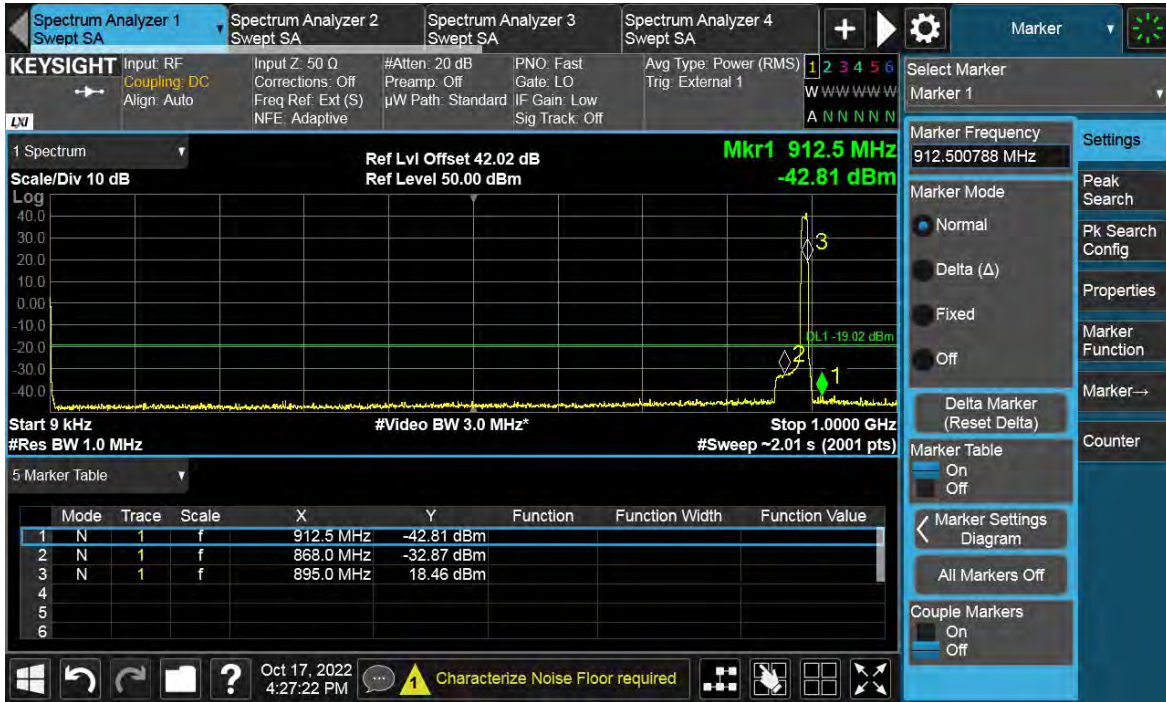 Spectrum Analyzer 1
Swept SA
Spectrum Analyzer 2
Swept SA
Spectrum Analyzer 3
Swept SA
Spectrum Analyzer 4
Swept SA
+
Marker
KEYSIGHT
LXI
Input: RF
Coupling: DC
Align: Auto
Input Z: 50 Ω
Corrections: Off
Freq Ref: Ext (S)
NFE: Adaptive
#Atten: 20 dB
Preamp: Off
µW Path: Standard
PNO: Fast
Gate: LO
IF Gain: Low
Sig Track: Off
Avg Type: Power (RMS)
Trig: External 1
1 2 3 4 5 6
W W W W W W
A N N N N N
Select Marker
Marker 1
1 Spectrum
Scale/Div 10 dB
Log
Ref Lvl Offset 42.02 dB
Ref Level 50.00 dBm
Mkr1 912.5 MHz
-42.81 dBm
40.0
30.0
20.0
10.0
0.00
-10.0
-20.0
-30.0
-40.0
3
DL1 -19.02 dBm
2
1
Start 9 kHz
#Res BW 1.0 MHz
#Video BW 3.0 MHz*
Stop 1.0000 GHz
#Sweep ~2.01 s (2001 pts)
5 Marker Table
Mode Trace Scale X Y Function Function Width Function Value
1 N 1 f 912.5 MHz -42.81 dBm
2 N 1 f 868.0 MHz -32.87 dBm
3 N 1 f 895.0 MHz 18.46 dBm
4
5
6
Marker Frequency
912.500788 MHz
Marker Mode
Normal
Delta (Δ)
Fixed
Off
Delta Marker
(Reset Delta)
Marker Table
On
Off
Marker Settings
Diagram
All Markers Off
Couple Markers
On
Off
Settings
Peak
Search
Pk Search
Config
Properties
Marker
Function
Marker→
Counter
?
Oct 17, 2022
4:27:22 PM
1
Characterize Noise Floor required